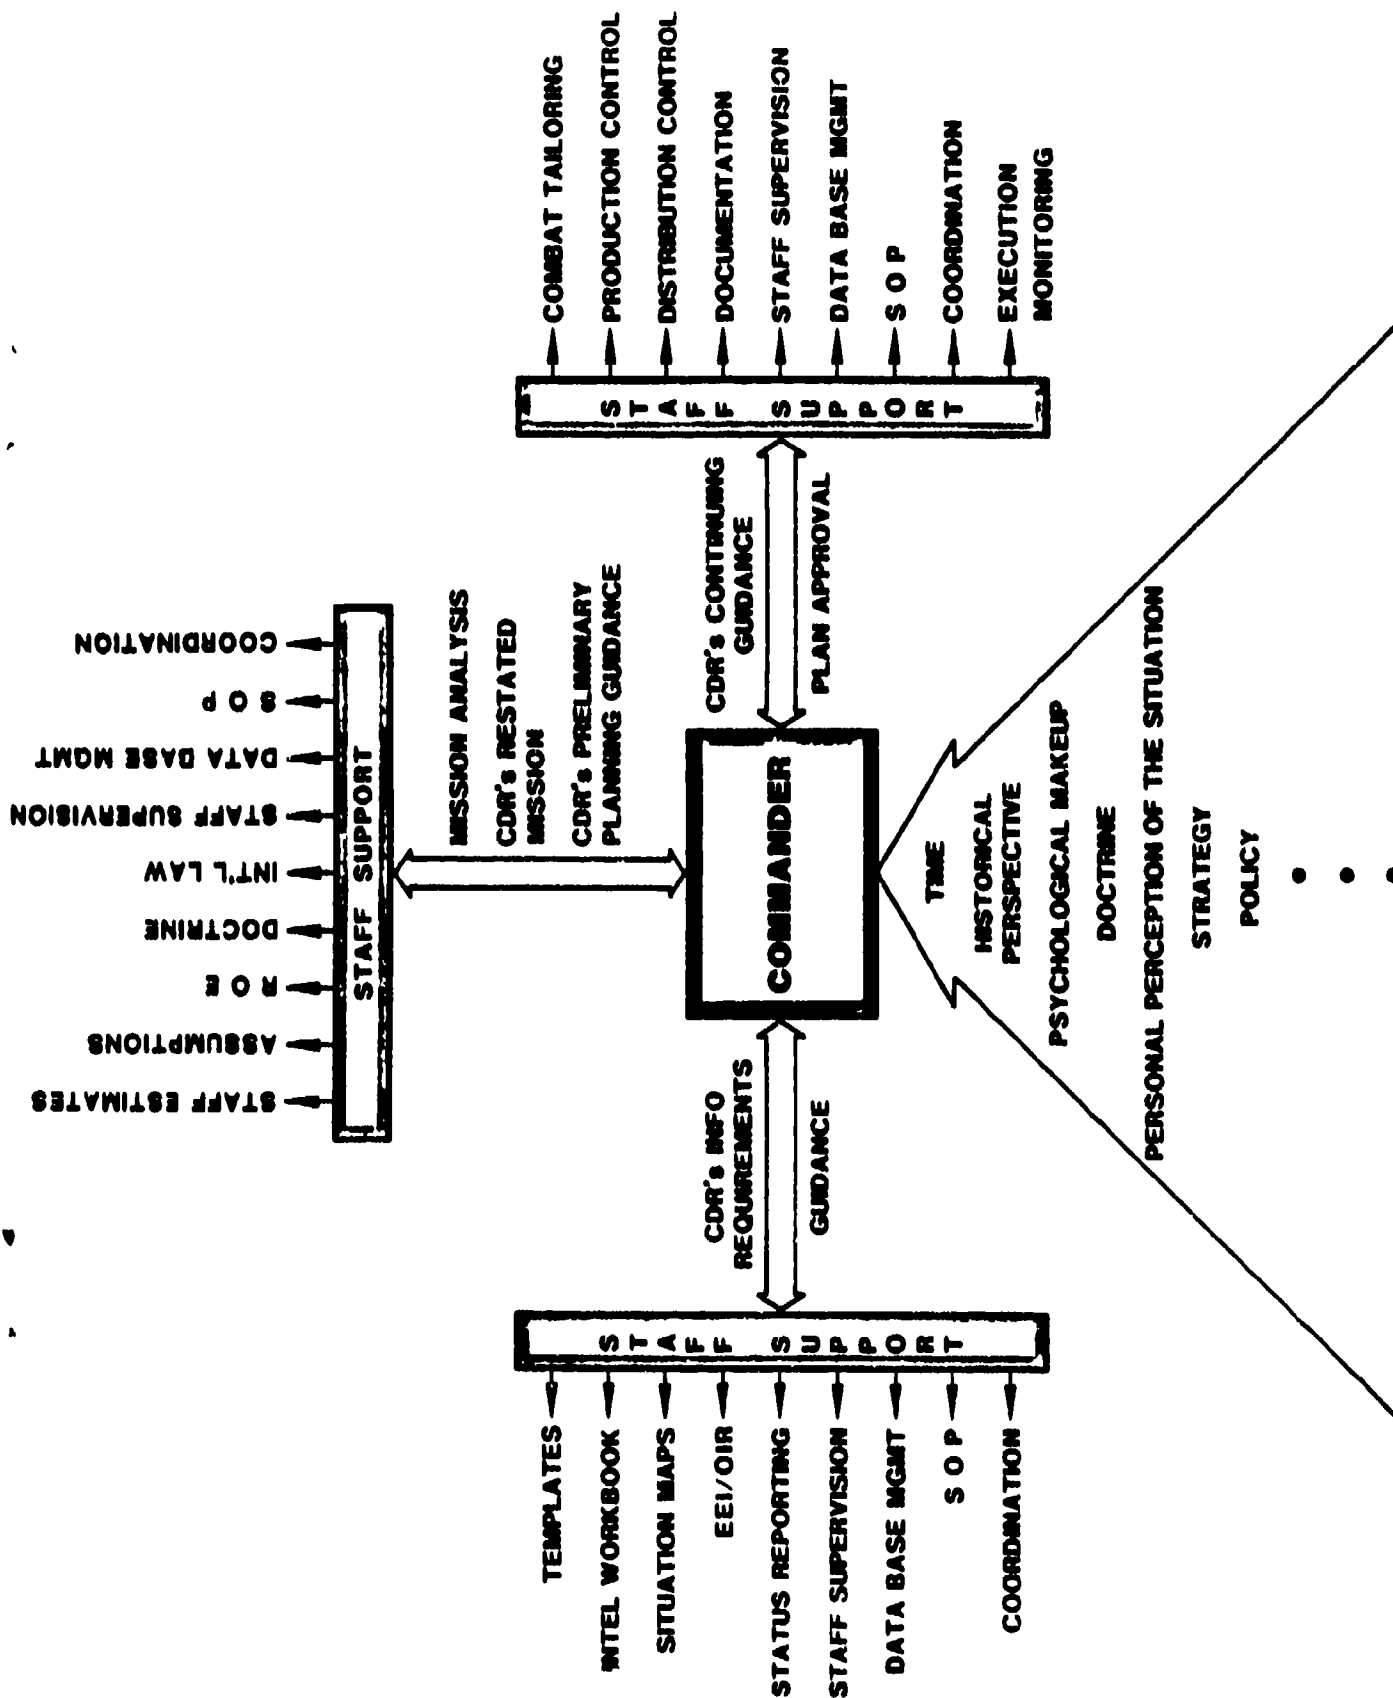 STAFF ESTIMATES
ASSUMPTIONS
R O E
DOCTRINE
INT'L LAW
STAFF SUPERVISION
DATA BASE MGMT
S O P
COORDINATION
STAFF SUPPORT
MISSION ANALYSIS
CDR's RESTATED
MISSION
CDR's PRELIMINARY
PLANNING GUIDANCE
TEMPLATES
INTEL WORKBOOK
SITUATION MAPS
EEI/OIR
STATUS REPORTING
STAFF SUPERVISION
DATA BASE MGMT
S O P
COORDINATION
STAFF SUPPORT
CDR's INFO
REQUIREMENTS
GUIDANCE
COMMANDER
CDR's CONTINUING
GUIDANCE
PLAN APPROVAL
STAFF SUPPORT
COMBAT TAILORING
PRODUCTION CONTROL
DISTRIBUTION CONTROL
DOCUMENTATION
STAFF SUPERVISION
DATA BASE MGMT
S O P
COORDINATION
EXECUTION
MONITORING
TIME
HISTORICAL
PERSPECTIVE
PSYCHOLOGICAL MAKEUP
DOCTRINE
PERSONAL PERCEPTION OF THE SITUATION
STRATEGY
POLICY